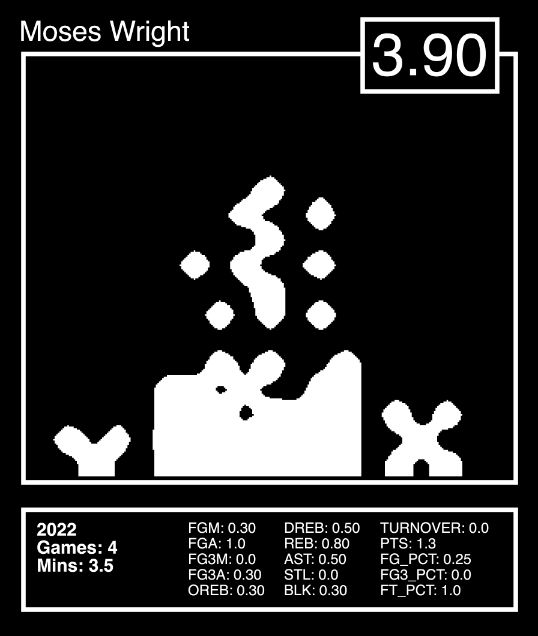 Moses Wright
3.90
2022
Games: 4
Mins: 3.5
FGM: 0.30
FGA: 1.0
FG3M: 0.0
FG3A: 0.30
OREB: 0.30
DREB: 0.50
REB: 0.80
AST: 0.50
STL: 0.0
BLK: 0.30
TURNOVER: 0.0
PTS: 1.3
FG_PCT: 0.25
FG3_PCT: 0.0
FT_PCT: 1.0